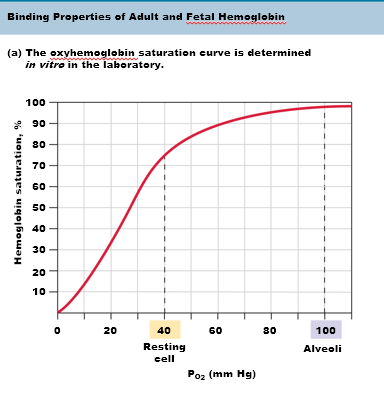 Binding Properties of Adult and Fetal Hemoglobin
(a) The oxyhemoglobin saturation curve is determined
in vitro in the laboratory.
Hemoglobin saturation, %
100
90
80
70
60
50
40
30
20
10
0 20 40 60 80 100
Resting
cell
Alveoli
PO2 (mm Hg)